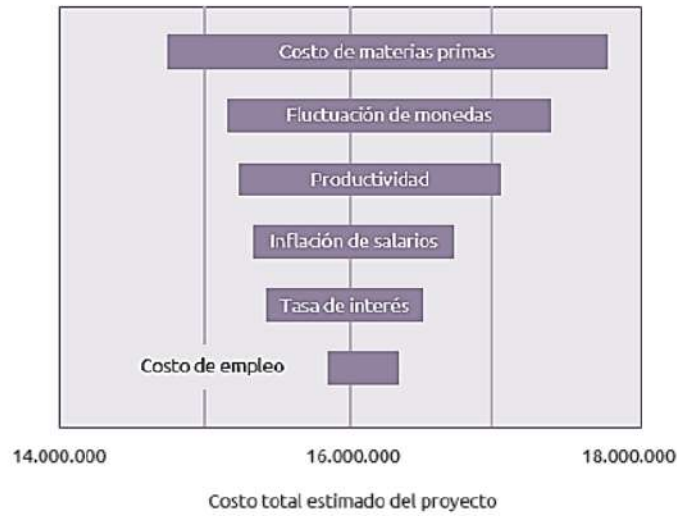 Costo de materias primas
Fluctuación de monedas
Productividad
Inflación de salarios
Tasa de interés
Costo de empleo
14.000.000 16.000.000 18.000.000
Costo total estimado del proyecto